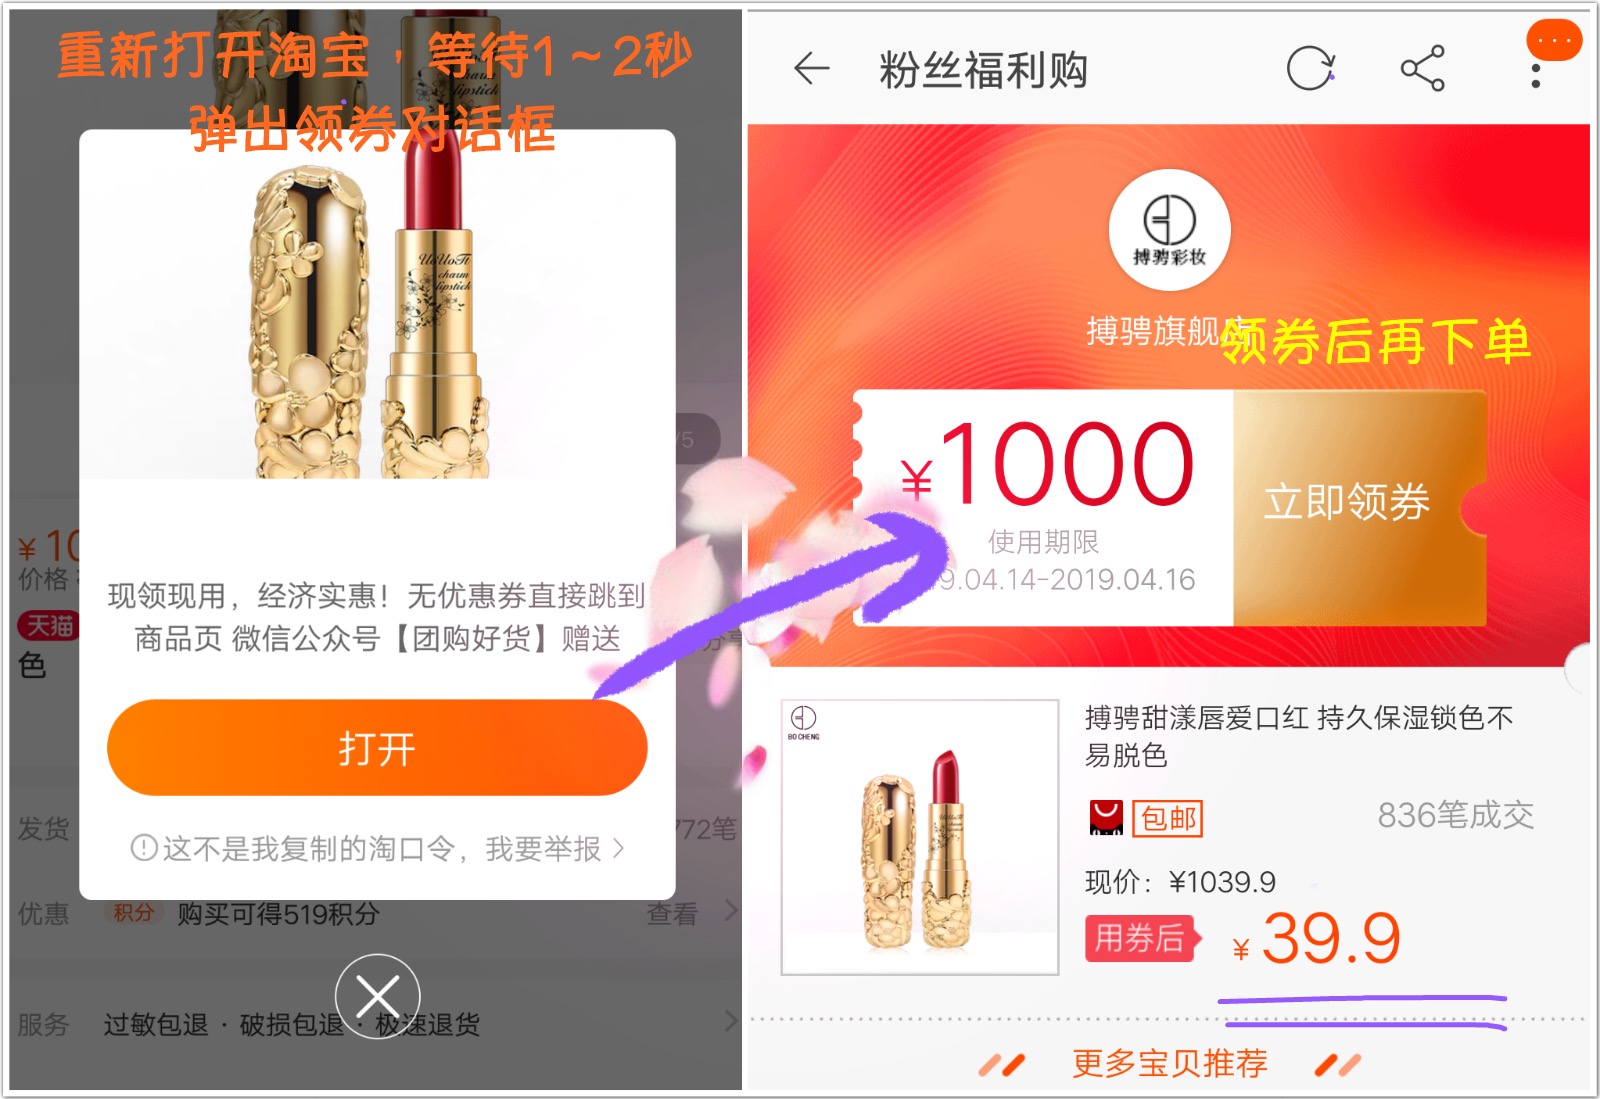 重新打开淘宝，等待1～2秒
弹出领券对话框
UoUoTi
charm
lipstick
/5
¥ 10
价格
天猫
色
现领现用，经济实惠！无优惠券直接跳到
商品页 微信公众号【团购好货】赠送
打开
发货
772笔
这不是我复制的淘口令，我要举报 >
优惠
积分
购买可得519积分
查看 >
服务
过敏包退 · 破损包退 · 极速退货 >
粉丝福利购
搏骋彩妆
搏骋旗舰店
领券后再下单
¥1000
使用期限
9.04.14-2019.04.16
立即领券
BO CHENG
搏骋甜漾唇爱口红 持久保湿锁色不
易脱色
包邮
836笔成交
现价：¥1039.9
用券后
¥ 39.9
更多宝贝推荐